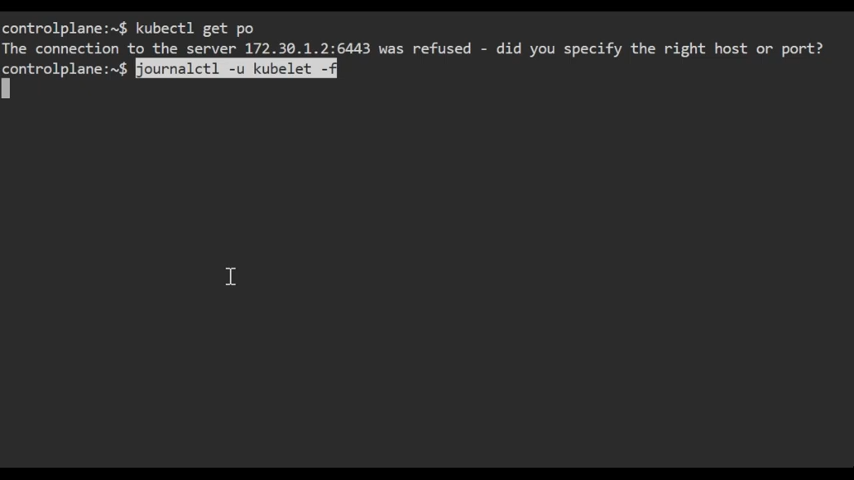 controlplane:~$ kubectl get po
The connection to the server 172.30.1.2:6443 was refused - did you specify the right host or port?
controlplane:~$ journalctl -u kubelet -f